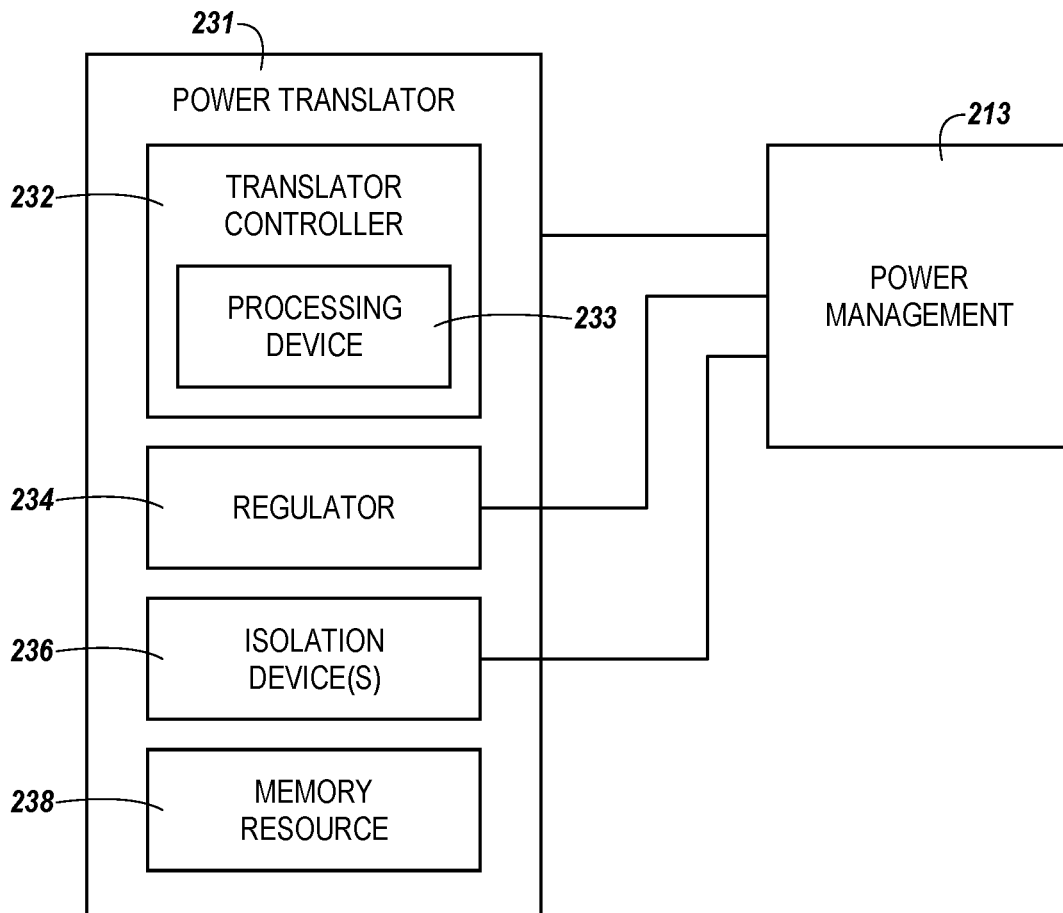 231
POWER TRANSLATOR
213
232
TRANSLATOR
CONTROLLER
PROCESSING
DEVICE
233
POWER
MANAGEMENT
234
REGULATOR
236
ISOLATION
DEVICE(S)
238
MEMORY
RESOURCE